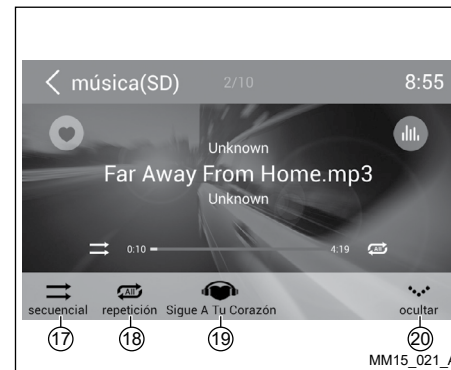 música(SD) 2/10 8:55
Unknown
Far Away From Home.mp3
Unknown
0:10 4:19 All
All
secuencial repetición Sigue A Tu Corazón ocultar
17 18 19 20
MM15_021_A